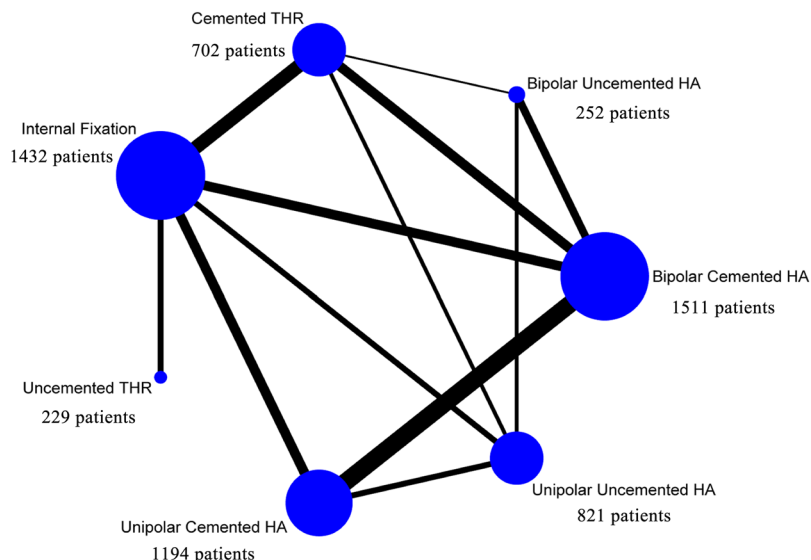 Cemented THR
702 patients
Bipolar Uncemented HA
252 patients
Internal Fixation
1432 patients
Bipolar Cemented HA
1511 patients
Uncemented THR
229 patients
Unipolar Uncemented HA
821 patients
Unipolar Cemented HA
1194 patients